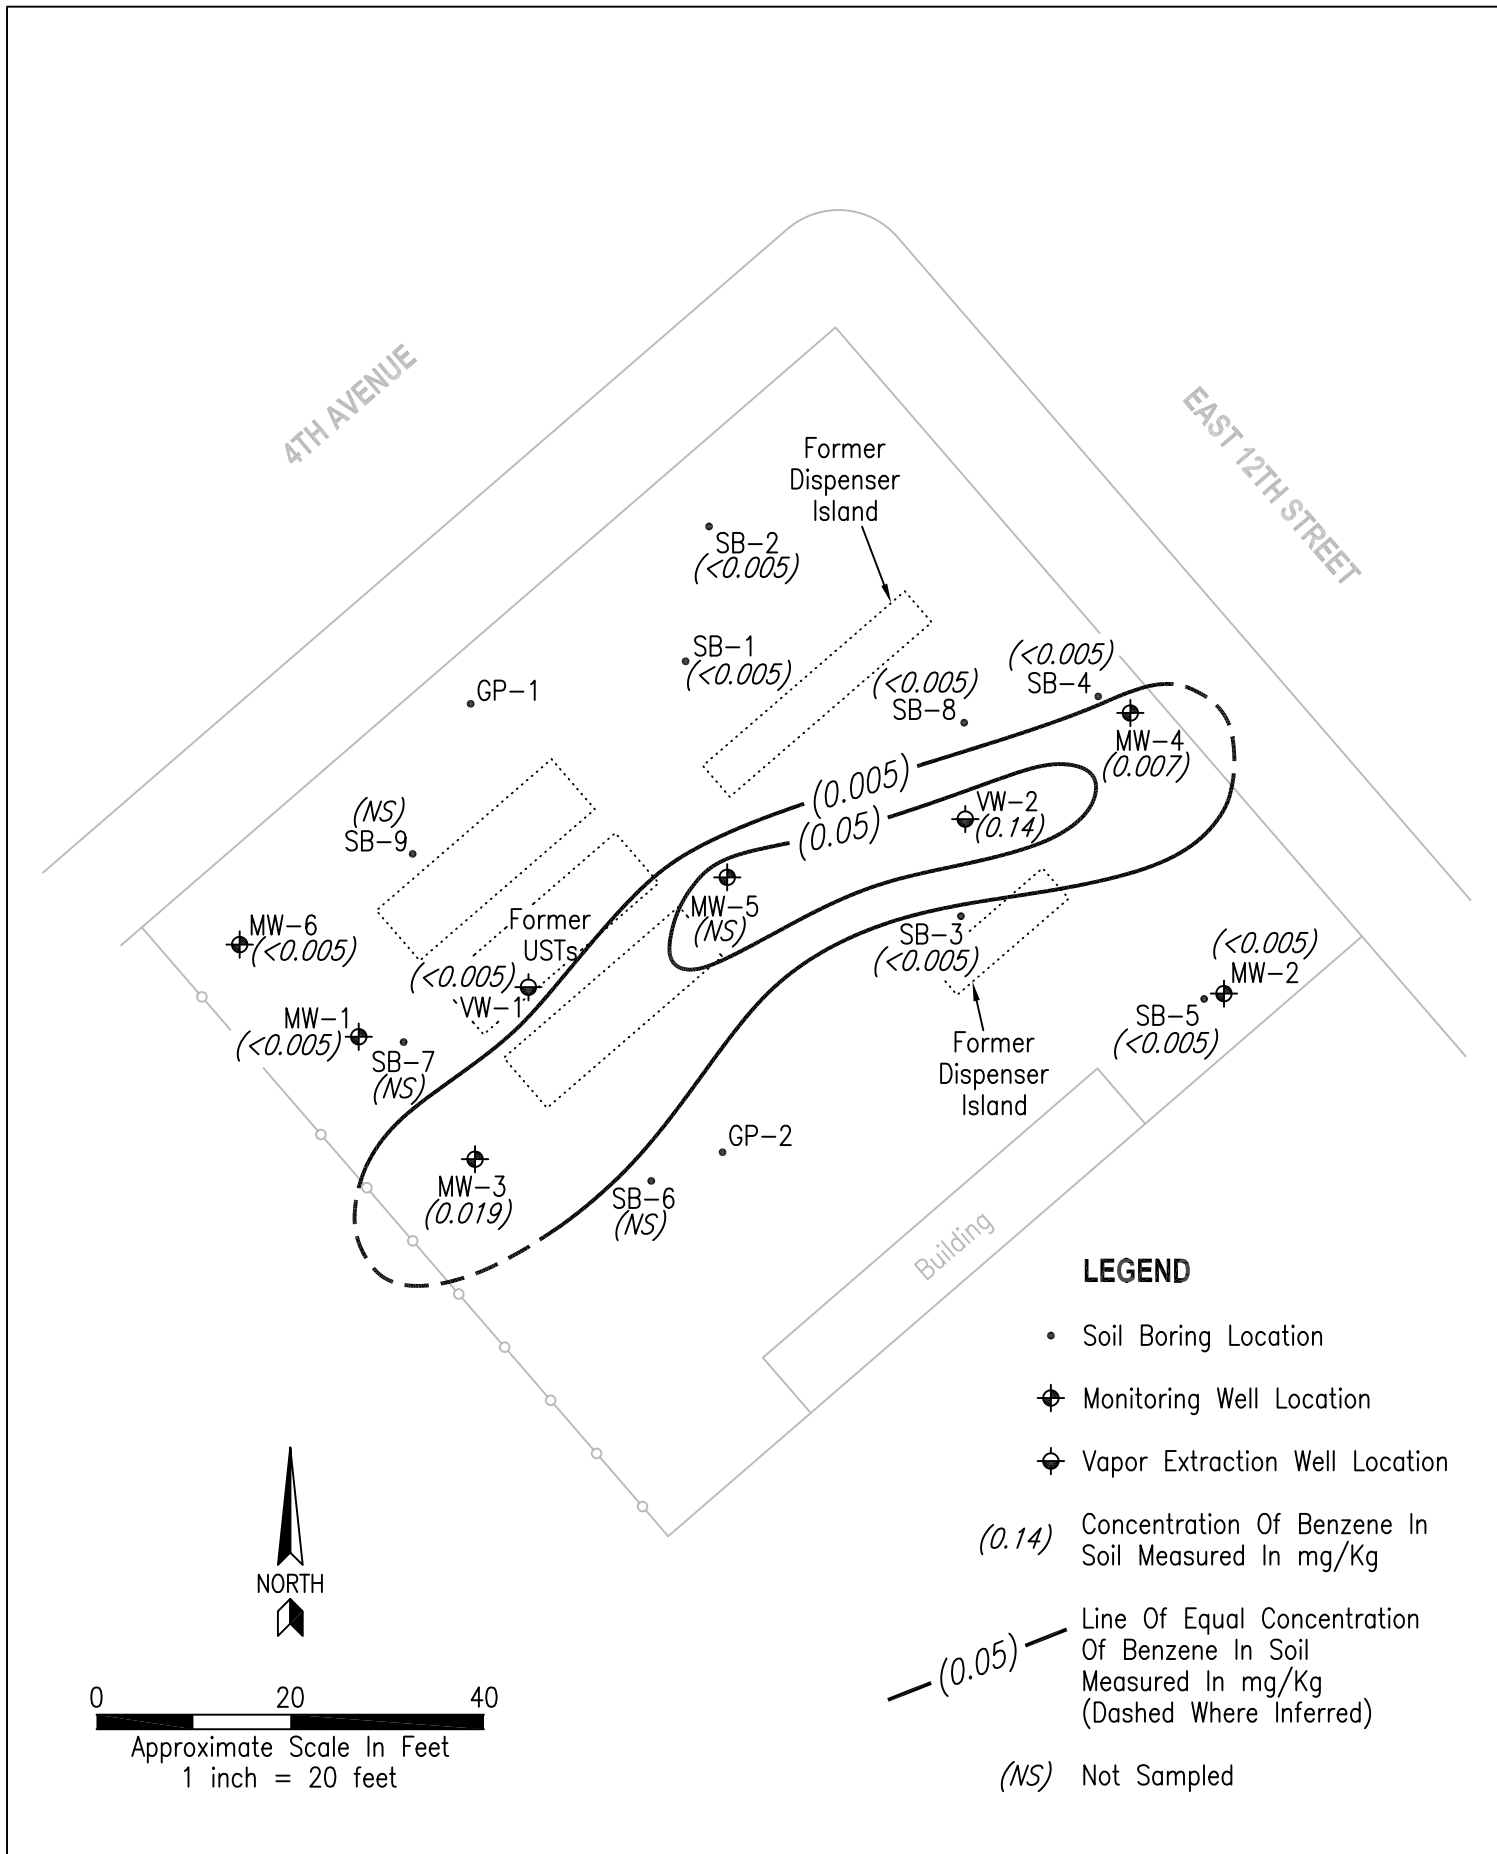 4TH AVENUE
EAST 12TH STREET
Former
Dispenser
Island
SB-2
(<0.005)
SB-1
(<0.005)
GP-1
(<0.005)
SB-4
(<0.005)
SB-8
MW-4
(0.007)
(0.005)
(0.05)
VW-2
(0.14)
(NS)
SB-9
MW-5
(NS)
MW-6
(<0.005)
Former
USTs
(<0.005)
VW-1
SB-3
(<0.005)
(<0.005)
MW-2
SB-5
(<0.005)
MW-1
(<0.005)
SB-7
(NS)
Former
Dispenser
Island
GP-2
MW-3
(0.019)
SB-6
(NS)
Building
LEGEND
Soil Boring Location
Monitoring Well Location
Vapor Extraction Well Location
(0.14) Concentration Of Benzene In
Soil Measured In mg/Kg
(0.05) Line Of Equal Concentration
Of Benzene In Soil
Measured In mg/Kg
(Dashed Where Inferred)
(NS) Not Sampled
NORTH
0 20 40
Approximate Scale In Feet
1 inch = 20 feet